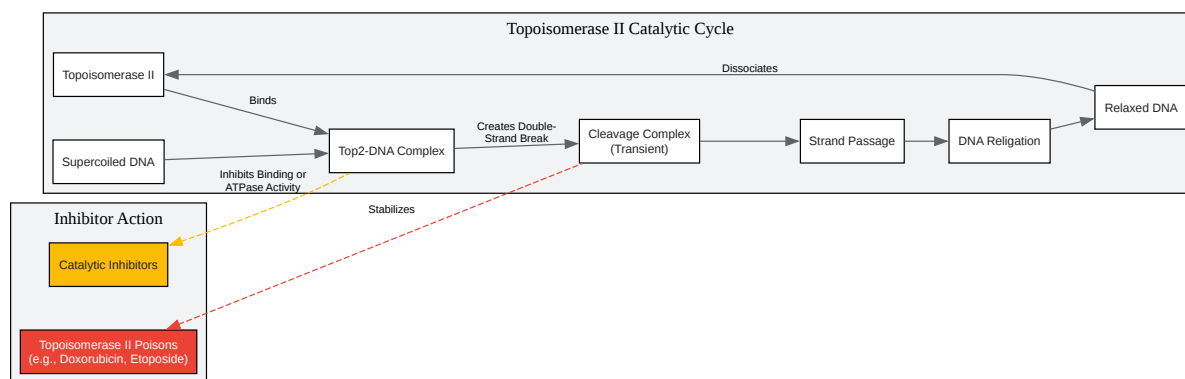 Topoisomerase II Catalytic Cycle
Topoisomerase II
Dissociates
Relaxed DNA
Binds
Supercoiled DNA
Top2-DNA Complex
Creates Double-
Strand Break
Cleavage Complex
(Transient)
Strand Passage
DNA Religation
Inhibits Binding or
ATPase Activity
Stabilizes
Inhibitor Action
Catalytic Inhibitors
Topoisomerase II Poisons
(e.g., Doxorubicin, Etoposide)